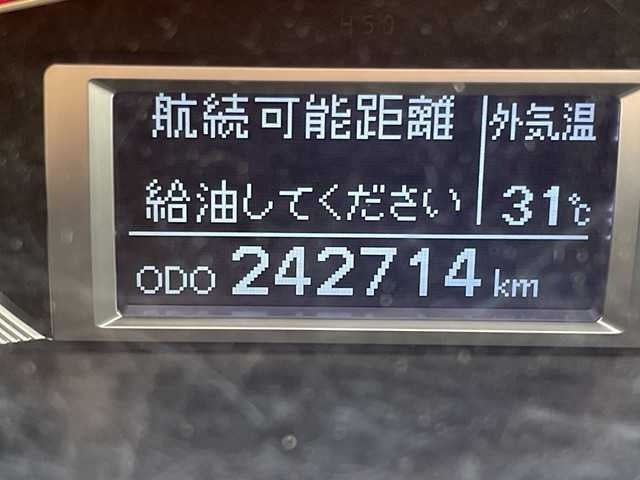 航続可能距離
給油してください
外気温
31℃
ODO 242714 km